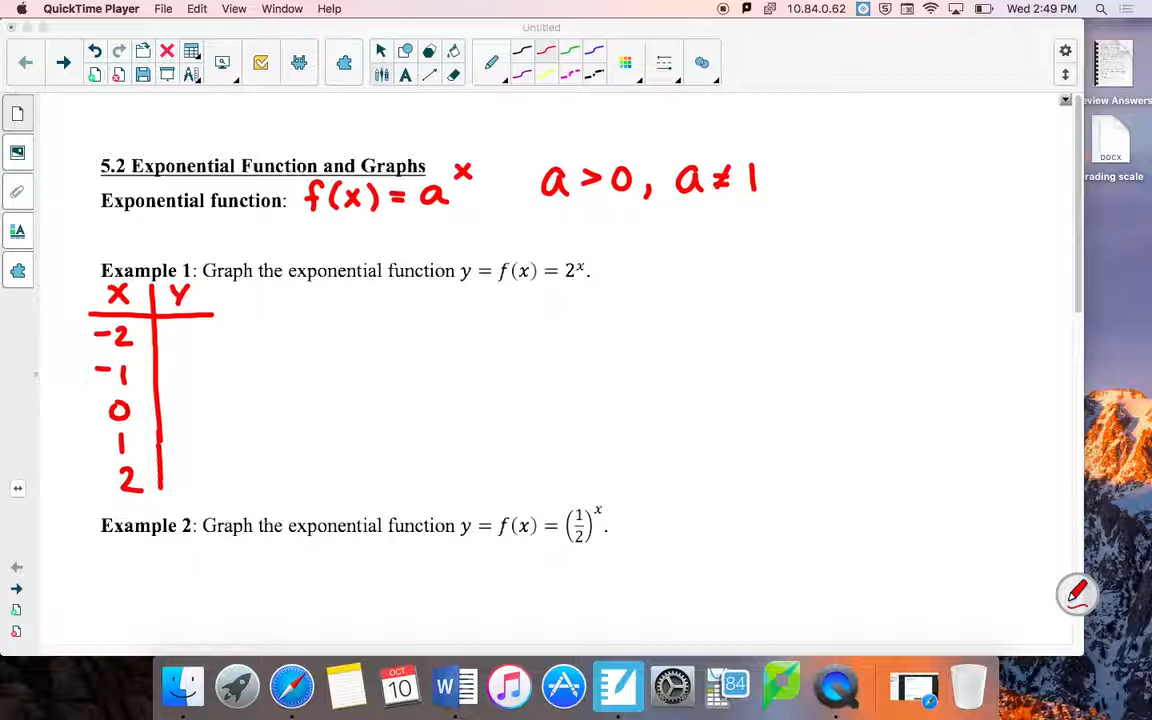 QuickTime Player File Edit View Window Help 10.84.0.62 Wed 2:49 PM
Untitled
5.2 Exponential Function and Graphs
Exponential function: f(x) = a^x a > 0, a ≠ 1
Example 1: Graph the exponential function y = f(x) = 2^x.
X Y
-2
-1
0
1
2
Example 2: Graph the exponential function y = f(x) = (1/2)^x.
view Answers
DOCX
rading scale
OCT
10
W
84